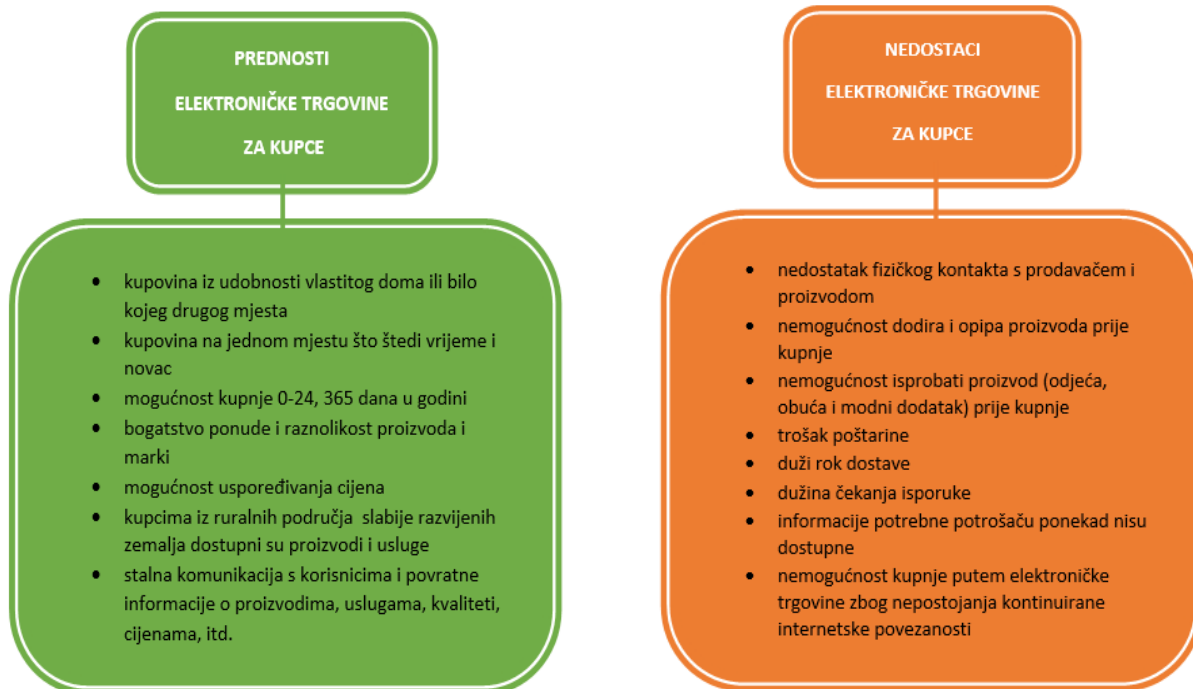 PREDNOSTI
ELEKTRONIČKE TRGOVINE
ZA KUPCE
• kupovina iz udobnosti vlastitog doma ili bilo
kojeg drugog mjesta
• kupovina na jednom mjestu što štedi vrijeme i
novac
• mogućnost kupnje 0-24, 365 dana u godini
• bogatstvo ponude i raznolikost proizvoda i
marki
• mogućnost uspoređivanja cijena
• kupcima iz ruralnih područja  slabije razvijenih
zemalja dostupni su proizvodi i usluge
• stalna komunikacija s korisnicima i povratne
informacije o proizvodima, uslugama, kvaliteti,
cijenama, itd.
NEDOSTACI
ELEKTRONIČKE TRGOVINE
ZA KUPCE
• nedostatak fizičkog kontakta s prodavačem i
proizvodom
• nemogućnost dodira i opipa proizvoda prije
kupnje
• nemogućnost isprobati proizvod (odjeća,
obuća i modni dodatak) prije kupnje
• trošak poštarine
• duži rok dostave
• dužina čekanja isporuke
• informacije potrebne potrošaču ponekad nisu
dostupne
• nemogućnost kupnje putem elektroničke
trgovine zbog nepostojanja kontinuirane
internetske povezanosti